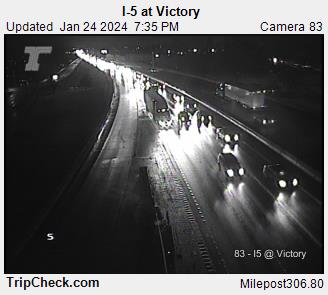 I-5 at Victory
Updated Jan 24 2024 7:35 PM Camera 83
T
S
83 - I5 @ Victory
TripCheck.com Milepost306.80